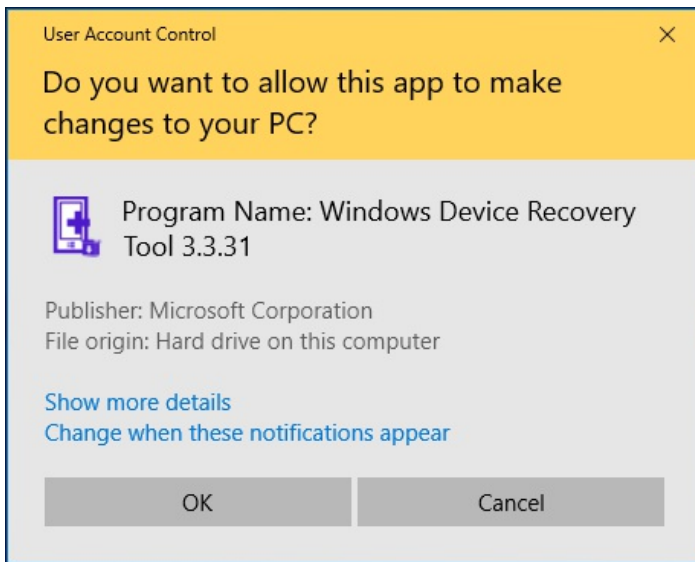 User Account Control
Do you want to allow this app to make
changes to your PC?
Program Name: Windows Device Recovery
Tool 3.3.31
Publisher: Microsoft Corporation
File origin: Hard drive on this computer
Show more details
Change when these notifications appear
OK
Cancel